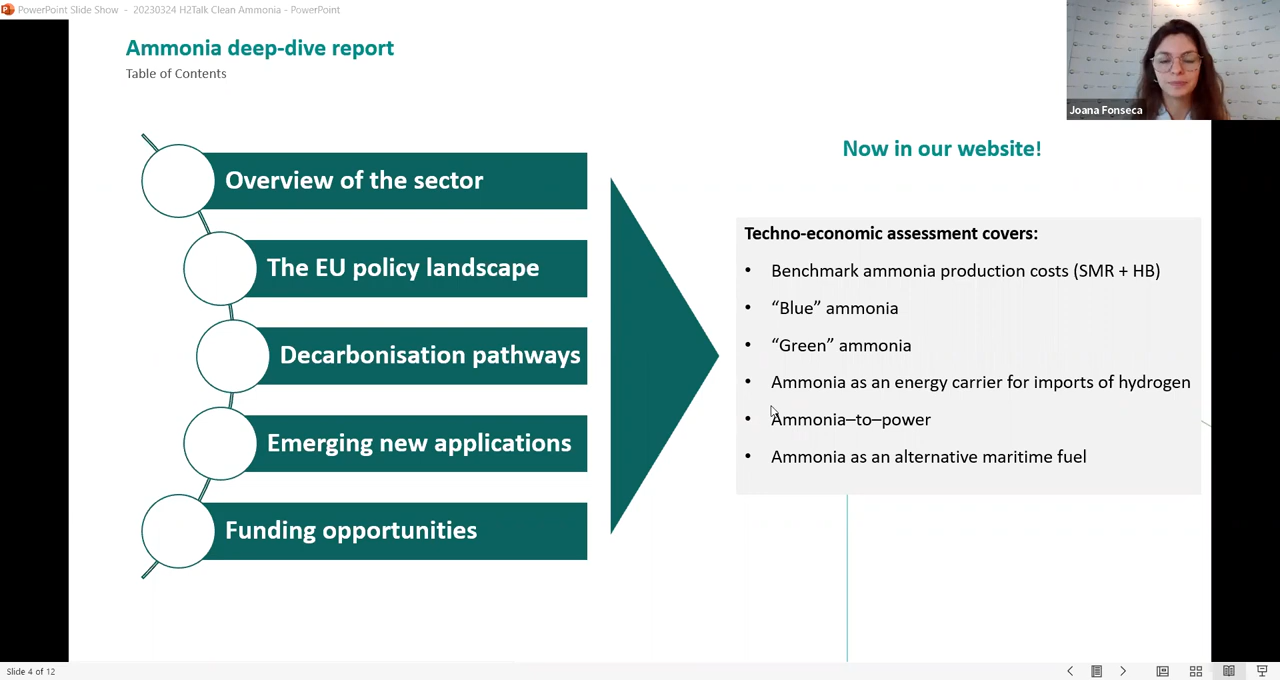 PowerPoint Slide Show - 20230324 H2Talk Clean Ammonia - PowerPoint
Ammonia deep-dive report
Table of Contents
Joana Fonseca
Overview of the sector
The EU policy landscape
Decarbonisation pathways
Emerging new applications
Funding opportunities
Now in our website!
Techno-economic assessment covers:
• Benchmark ammonia production costs (SMR + HB)
• “Blue” ammonia
• “Green” ammonia
• Ammonia as an energy carrier for imports of hydrogen
• Ammonia–to–power
• Ammonia as an alternative maritime fuel
Slide 4 of 12